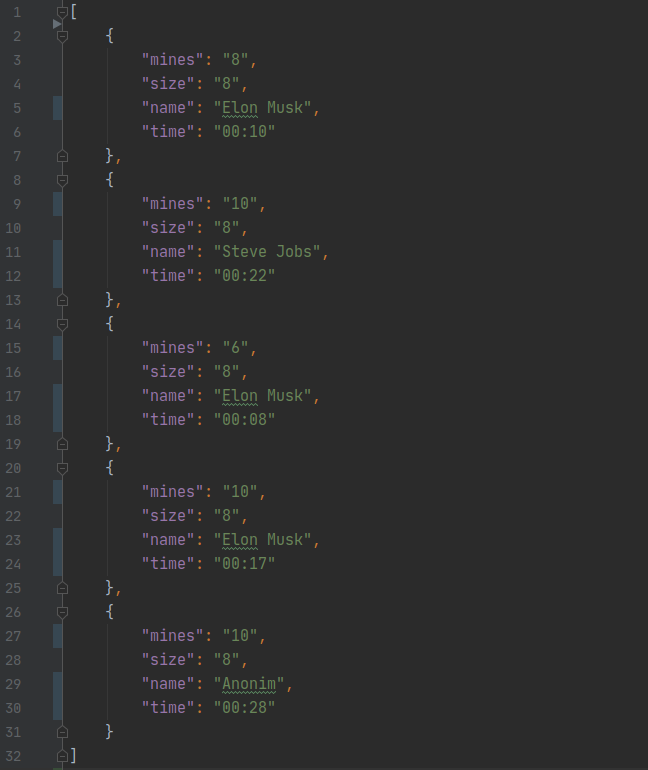 1 [
2 {
3 "mines": "8",
4 "size": "8",
5 "name": "Elon Musk",
6 "time": "00:10"
7 },
8 {
9 "mines": "10",
10 "size": "8",
11 "name": "Steve Jobs",
12 "time": "00:22"
13 },
14 {
15 "mines": "6",
16 "size": "8",
17 "name": "Elon Musk",
18 "time": "00:08"
19 },
20 {
21 "mines": "10",
22 "size": "8",
23 "name": "Elon Musk",
24 "time": "00:17"
25 },
26 {
27 "mines": "10",
28 "size": "8",
29 "name": "Anonim",
30 "time": "00:28"
31 }
32 ]